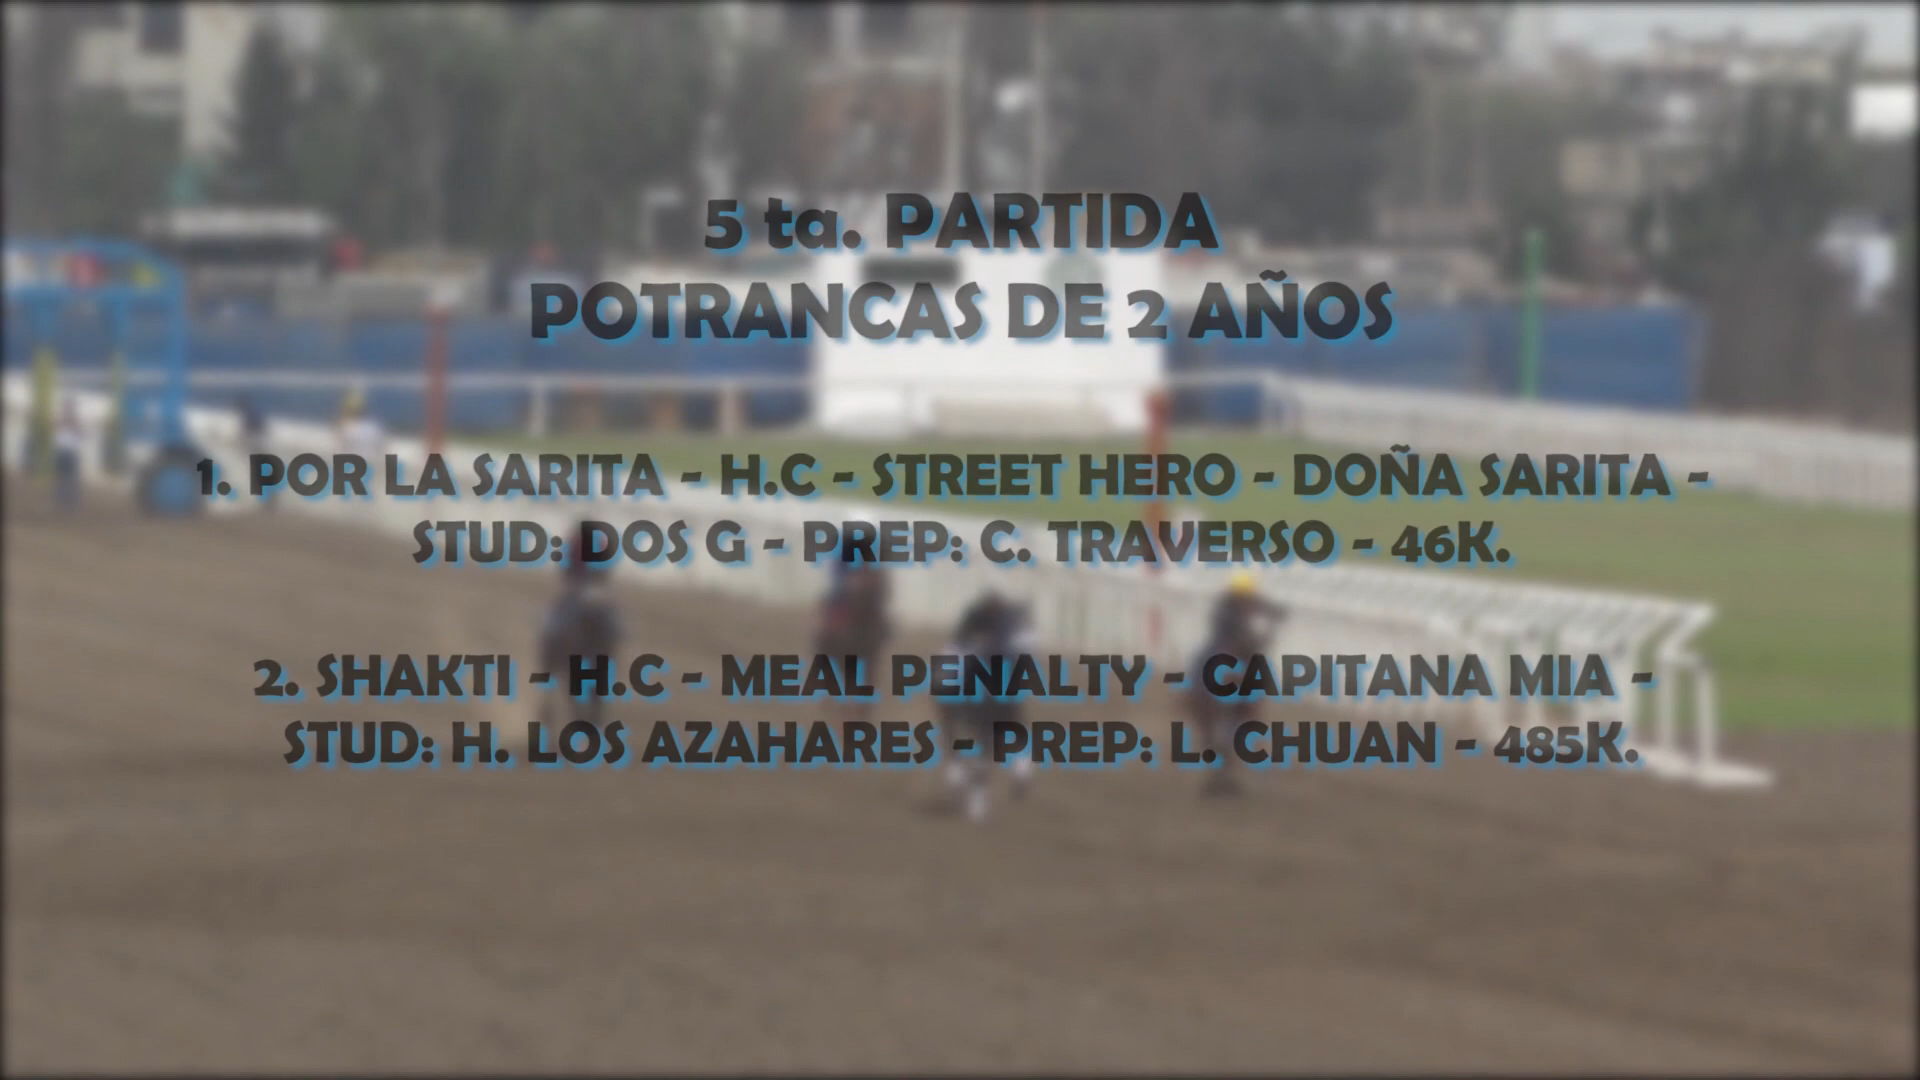 5 ta. PARTIDA
POTRANCAS DE 2 AÑOS
1. POR LA SARITA - H.C - STREET HERO - DOÑA SARITA -
STUD: DOS G - PREP: C. TRAVERSO - 46K.
2. SHAKTI - H.C - MEAL PENALTY - CAPITANA MIA -
STUD: H. LOS AZAHARES - PREP: L. CHUAN - 485K.